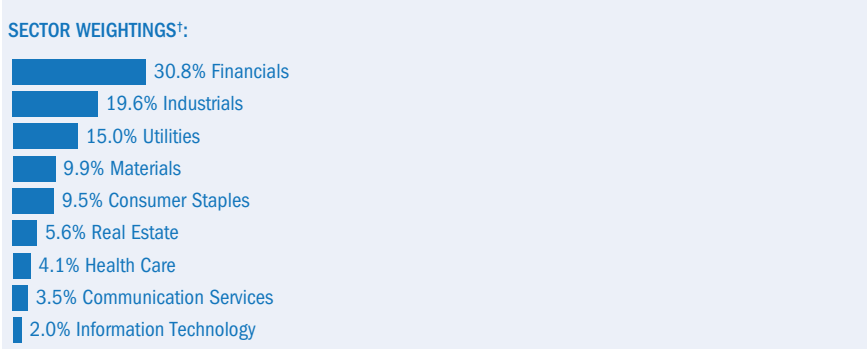 SECTOR WEIGHTINGS†:
30.8% Financials
19.6% Industrials
15.0% Utilities
9.9% Materials
9.5% Consumer Staples
5.6% Real Estate
4.1% Health Care
3.5% Communication Services
2.0% Information Technology